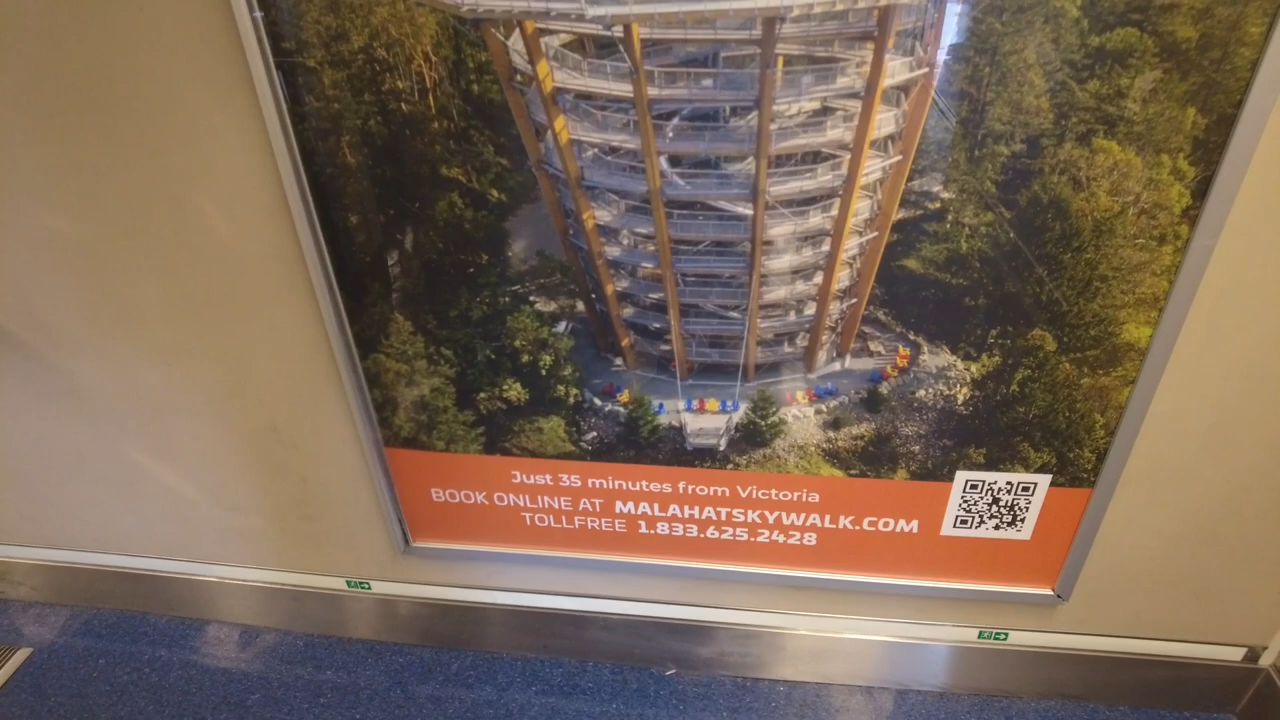 Just 35 minutes from Victoria
BOOK ONLINE AT MALAHATSKYWALK.COM
TOLLFREE 1.833.625.2428